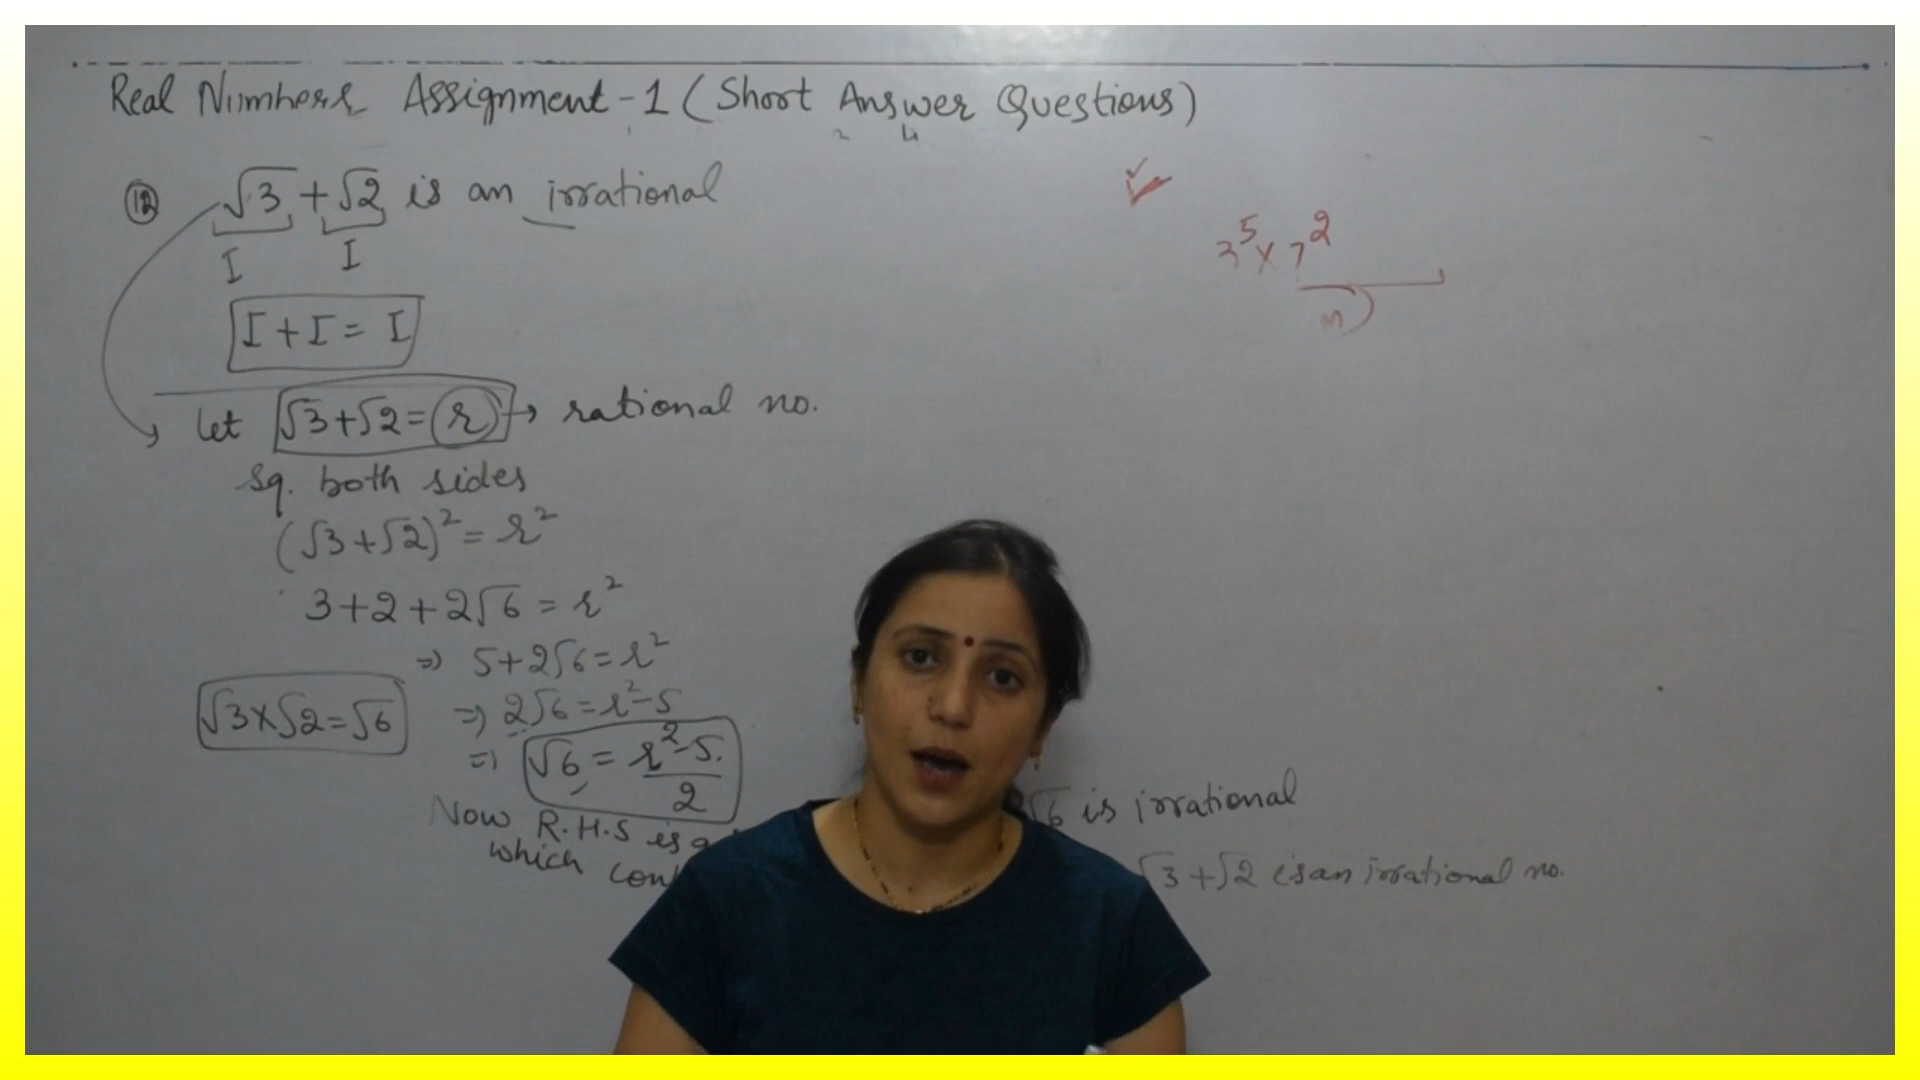 Real Numbers Assignment-1 (Short Answer Questions)
⑫ √3 + √2 is an irrational
I I
I + I = I
let √3+√2 = r → rational no.
Sq. both sides
(√3+√2)² = r²
3+2+2√6 = r²
⇒ 5+2√6 = r²
√3×√2=√6 ⇒ 2√6 = r²-5
⇒ √6 = r²-5/2
Now R.H.S is √6 is irrational
which √3+√2 is an irrational no.
3⁵ × 7²